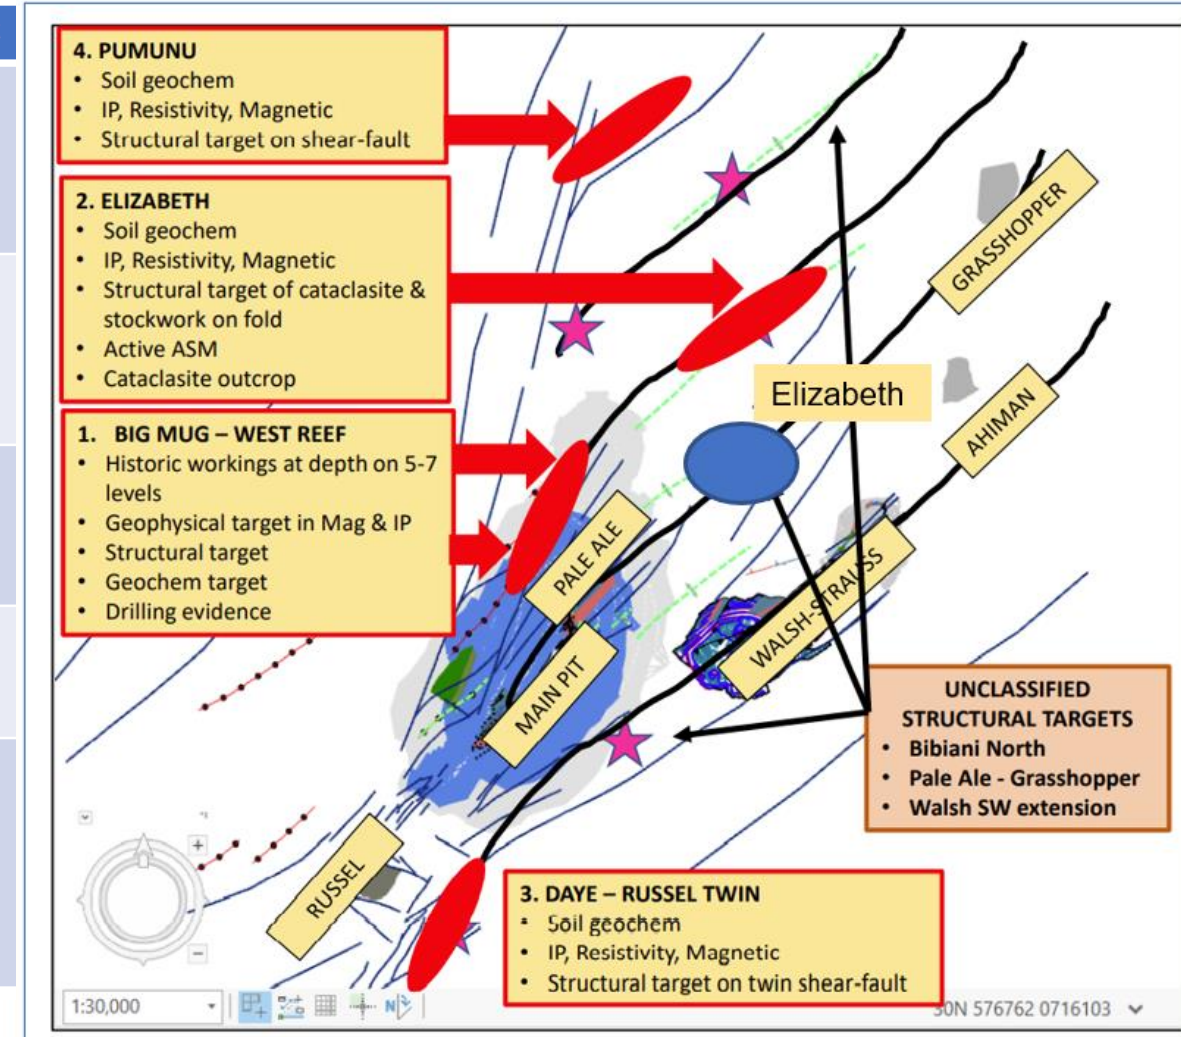 4. PUMUNU
• Soil geochem
• IP, Resistivity, Magnetic
• Structural target on shear-fault
2. ELIZABETH
• Soil geochem
• IP, Resistivity, Magnetic
• Structural target of cataclasite &
stockwork on fold
• Active ASM
• Cataclasite outcrop
1. BIG MUG – WEST REEF
• Historic workings at depth on 5-7
levels
• Geophysical target in Mag & IP
• Structural target
• Geochem target
• Drilling evidence
GRASSHOPPER
Elizabeth
AHIMAN
PALE ALE
WALSH-STRAUSS
MAIN PIT
UNCLASSIFIED
STRUCTURAL TARGETS
• Bibiani North
• Pale Ale - Grasshopper
• Walsh SW extension
RUSSEL
3. DAYE – RUSSEL TWIN
• Soil geochem
• IP, Resistivity, Magnetic
• Structural target on twin shear-fault
1:30,000
N
30N 576762 0716103